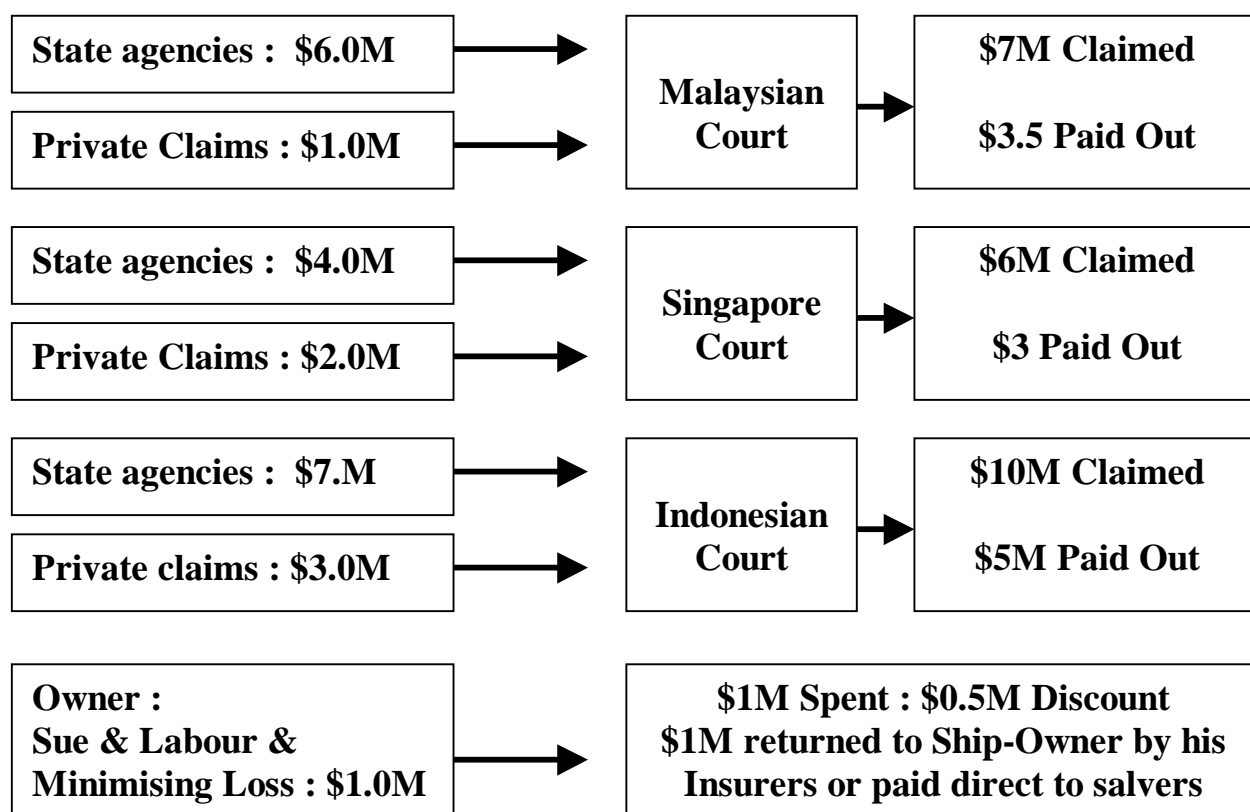 State agencies :  $6.0M
Private Claims : $1.0M
Malaysian
Court
$7M Claimed
$3.5 Paid Out
State agencies :  $4.0M
Private Claims : $2.0M
Singapore
Court
$6M Claimed
$3 Paid Out
State agencies :  $7.M
Private claims : $3.0M
Indonesian
Court
$10M Claimed
$5M Paid Out
Owner :
Sue & Labour &
Minimising Loss : $1.0M
$1M Spent : $0.5M Discount
$1M returned to Ship-Owner by his
Insurers or paid direct to salvers